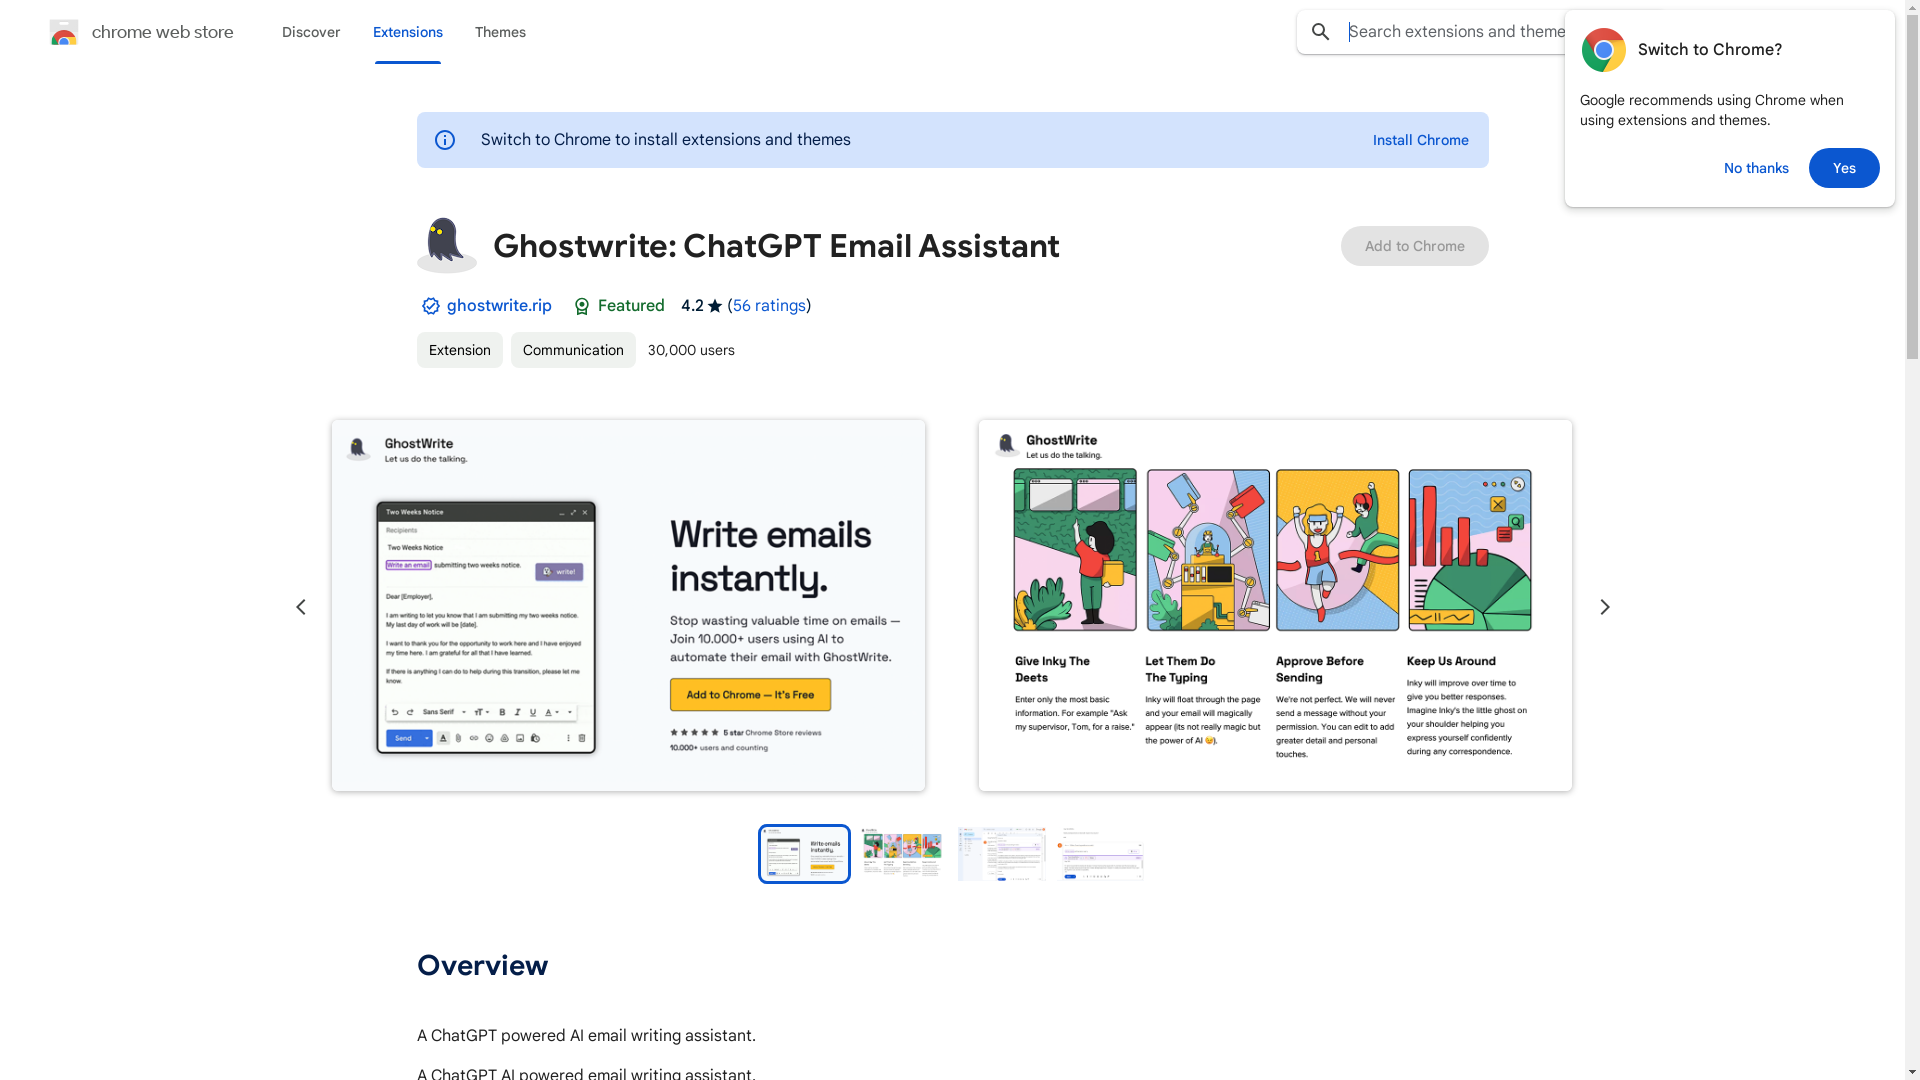 chrome web store
Discover
Extensions
Themes
Search extensions and theme
Switch to Chrome?
Google recommends using Chrome when
using extensions and themes.
No thanks
Yes
Switch to Chrome to install extensions and themes
Install Chrome
Ghostwrite: ChatGPT Email Assistant
Add to Chrome
ghostwrite.rip
Featured
4.2 (56 ratings)
Extension
Communication
30,000 users
GhostWrite
Let us do the talking.
Two Weeks Notice
Recipients
Two Weeks Notice
Write an email submitting two weeks notice.
write!
Dear [Employer],
I am writing to let you know that I am submitting my two weeks notice.
My last day of work will be [date].
I want to thank you for the opportunity to work here and I have enjoyed
my time here. I am grateful for all that I have learned.
If there is anything I can do to help during this transition, please let me
know.
Sans Serif
Send
Write emails
instantly.
Stop wasting valuable time on emails —
Join 10.000+ users using AI to
automate their email with GhostWrite.
Add to Chrome — It's Free
5 star Chrome Store reviews
10.000+ users and counting
GhostWrite
Let us do the talking.
Give Inky The
Deets
Enter only the most basic
information. For example "Ask
my supervisor, Tom, for a raise."
Let Them Do
The Typing
Inky will float through the page
and your email will magically
appear (its not really magic but
the power of AI 😉).
Approve Before
Sending
We're not perfect. We will never
send a message without your
permission. You can edit to add
greater detail and personal
touches.
Keep Us Around
Inky will improve over time to
give you better responses.
Imagine Inky's the little ghost on
your shoulder helping you
express yourself confidently
during any correspondence.
Overview
A ChatGPT powered AI email writing assistant.
A ChatGPT AI powered email writing assistant.